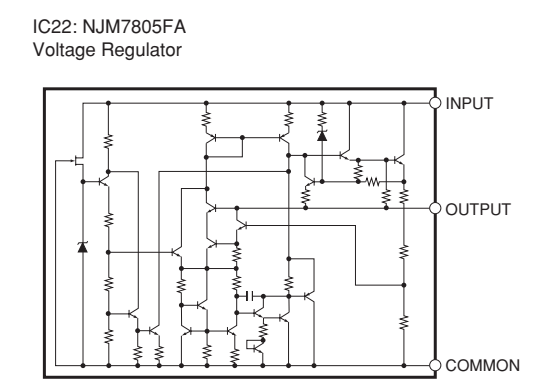 IC22: NJM7805FA
Voltage Regulator
INPUT
OUTPUT
COMMON